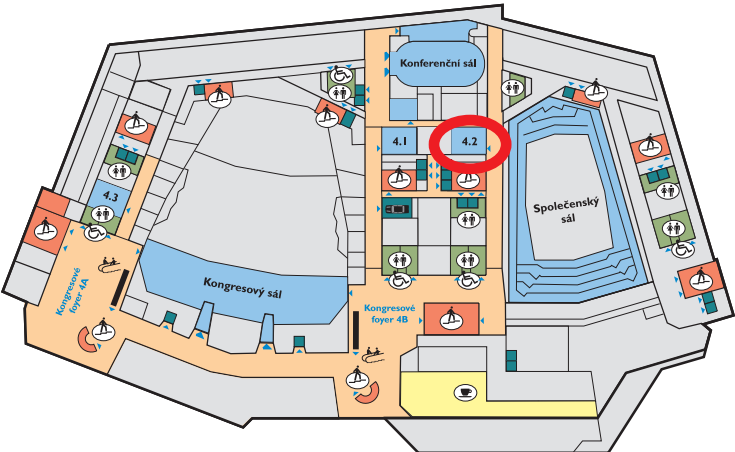 Konferenční sál
4.1
4.2
4.3
Společenský
sál
Kongresový sál
Kongresové
foyer 4A
Kongresové
foyer 4B